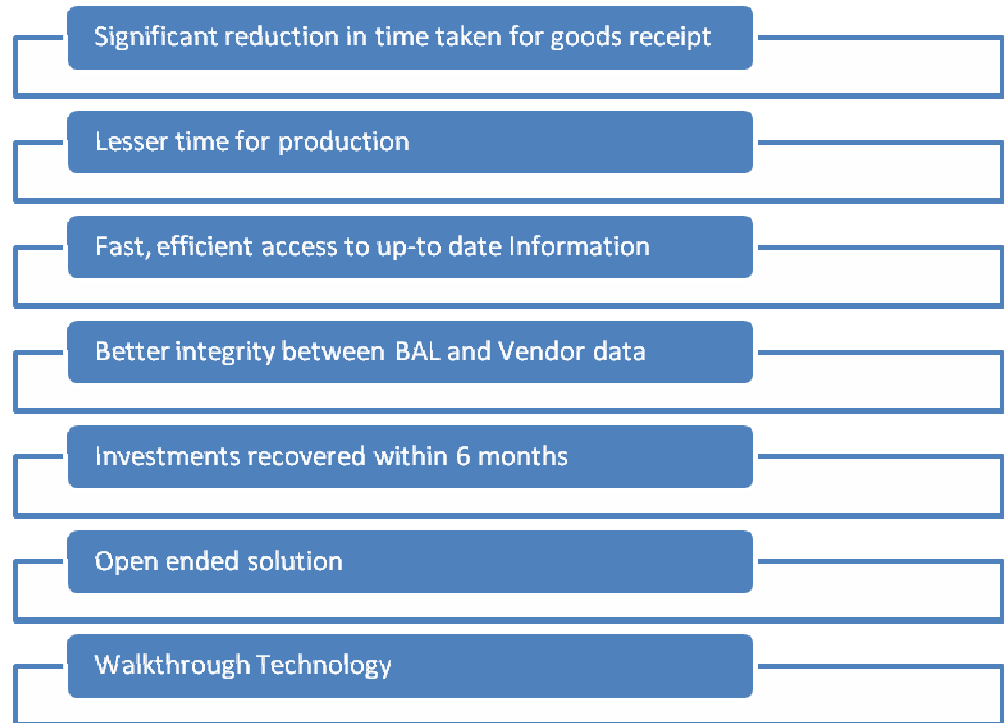 Significant reduction in time taken for goods receipt
Lesser time for production
Fast, efficient access to up-to date Information
Better integrity between BAL and Vendor data
Investments recovered within 6 months
Open ended solution
Walkthrough Technology